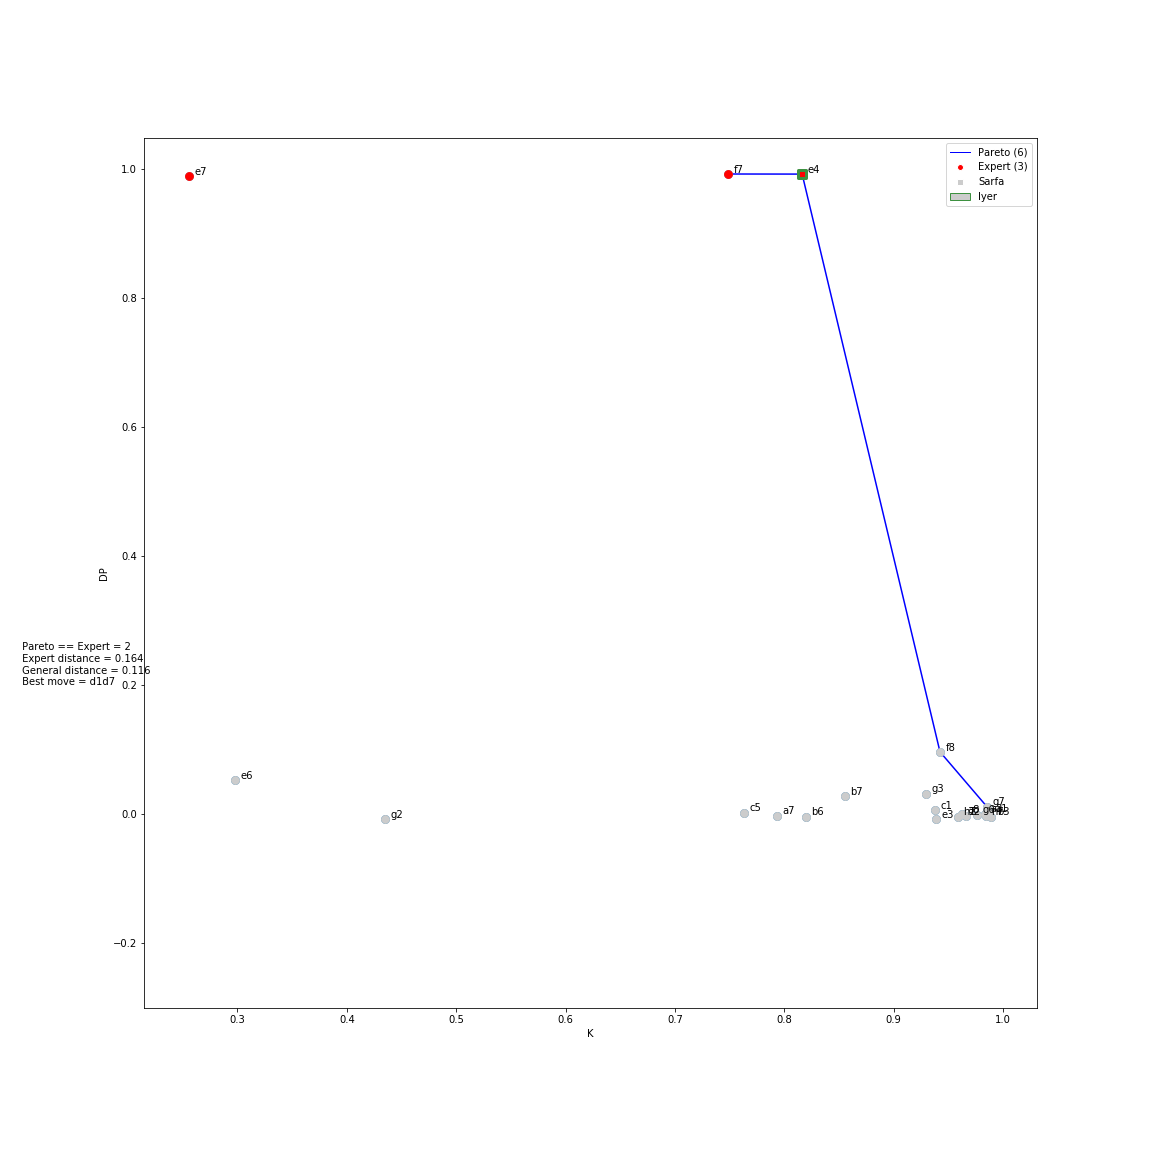 1.0
0.8
0.6
0.4
0.2
0.0
−0.2
DP
0.3 0.4 0.5 0.6 0.7 0.8 0.9 1.0
K
Pareto (6)
Expert (3)
Sarfa
Iyer
e7
f7
e4
f8
e6
g2
c5
a7
b6
b7
g3
c1
e3
g7
Pareto == Expert = 2
Expert distance = 0.164
General distance = 0.116
Best move = d1d7